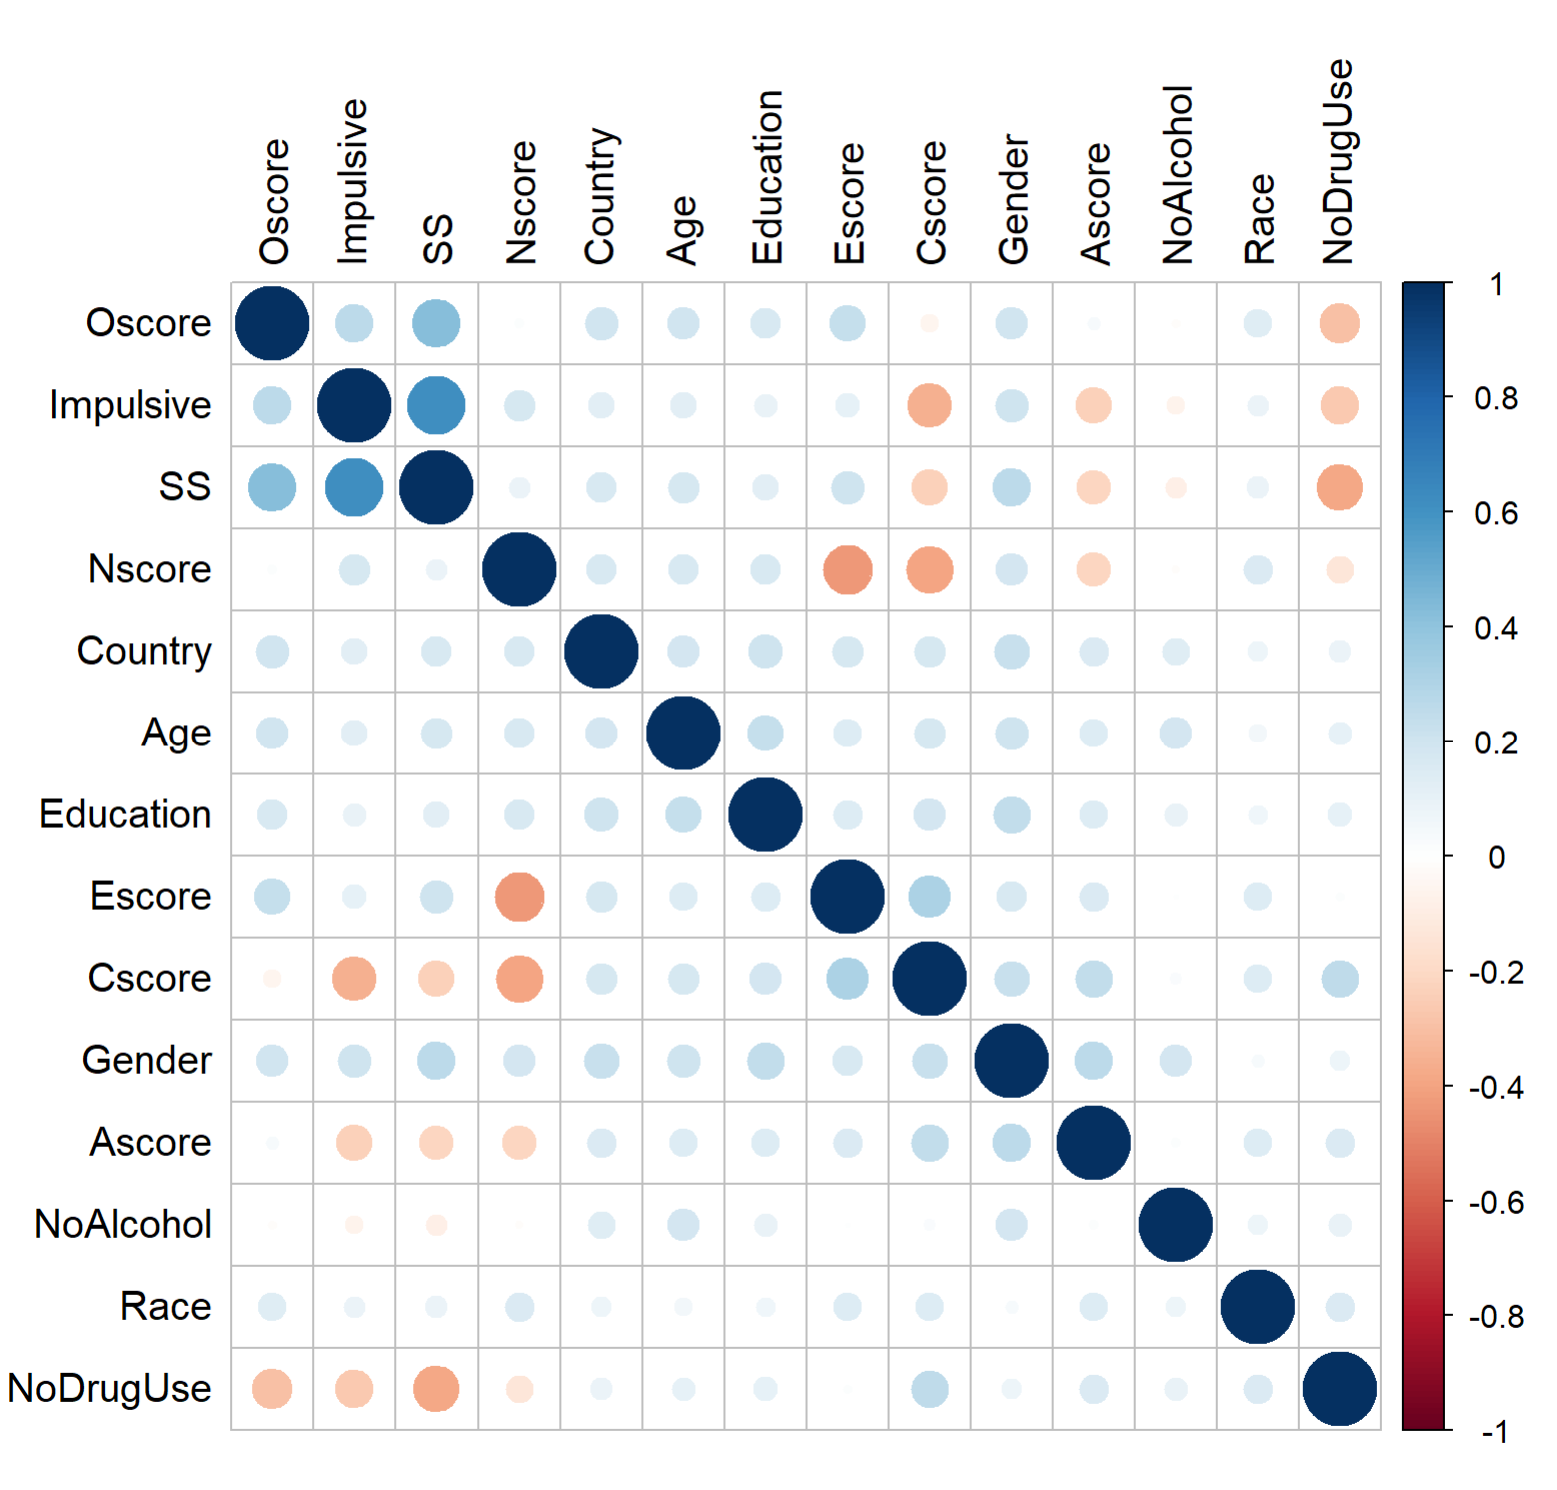 Oscore Impulsive SS Nscore Country Age Education Escore Cscore Gender Ascore NoAlcohol Race NoDrugUse
Oscore
Impulsive
SS
Nscore
Country
Age
Education
Escore
Cscore
Gender
Ascore
NoAlcohol
Race
NoDrugUse
1
0.8
0.6
0.4
0.2
0
-0.2
-0.4
-0.6
-0.8
-1